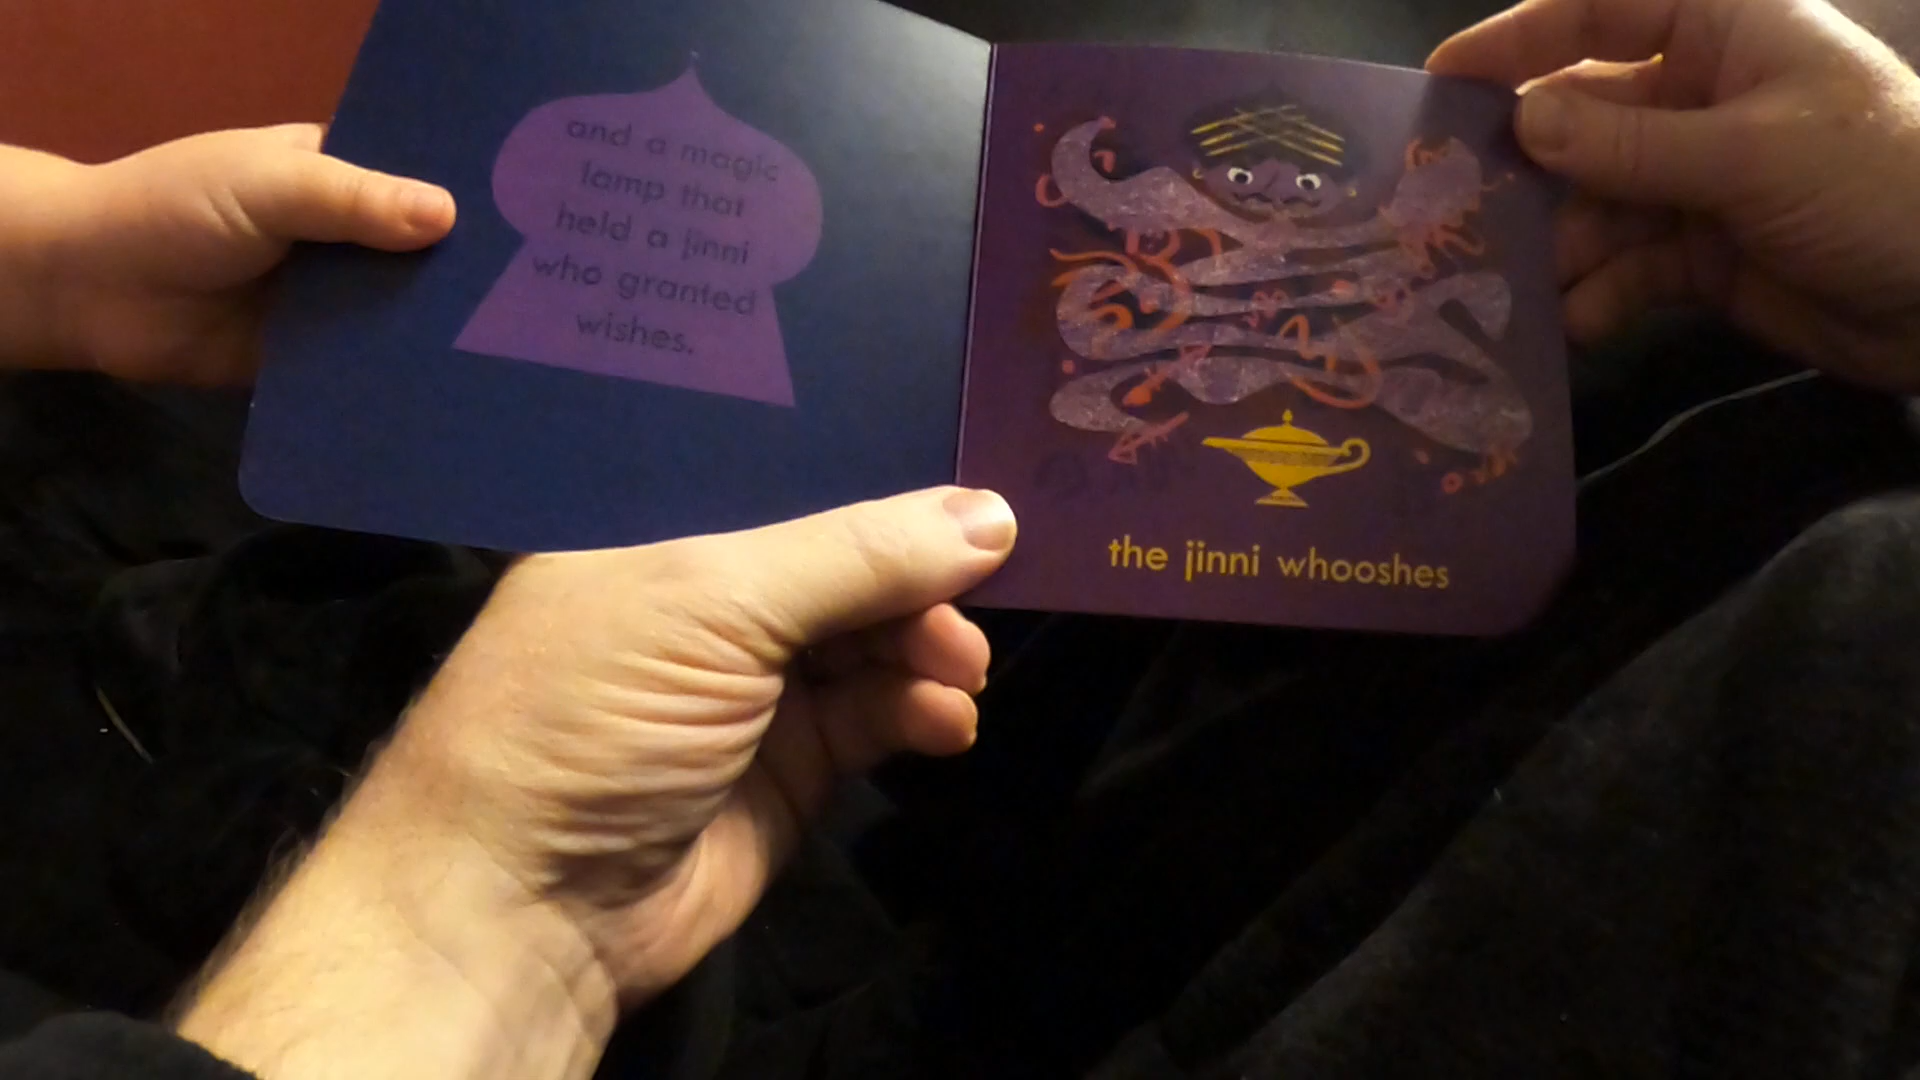 and a magic
lamp that
held a jinni
who granted
wishes.
the jinni whooshes